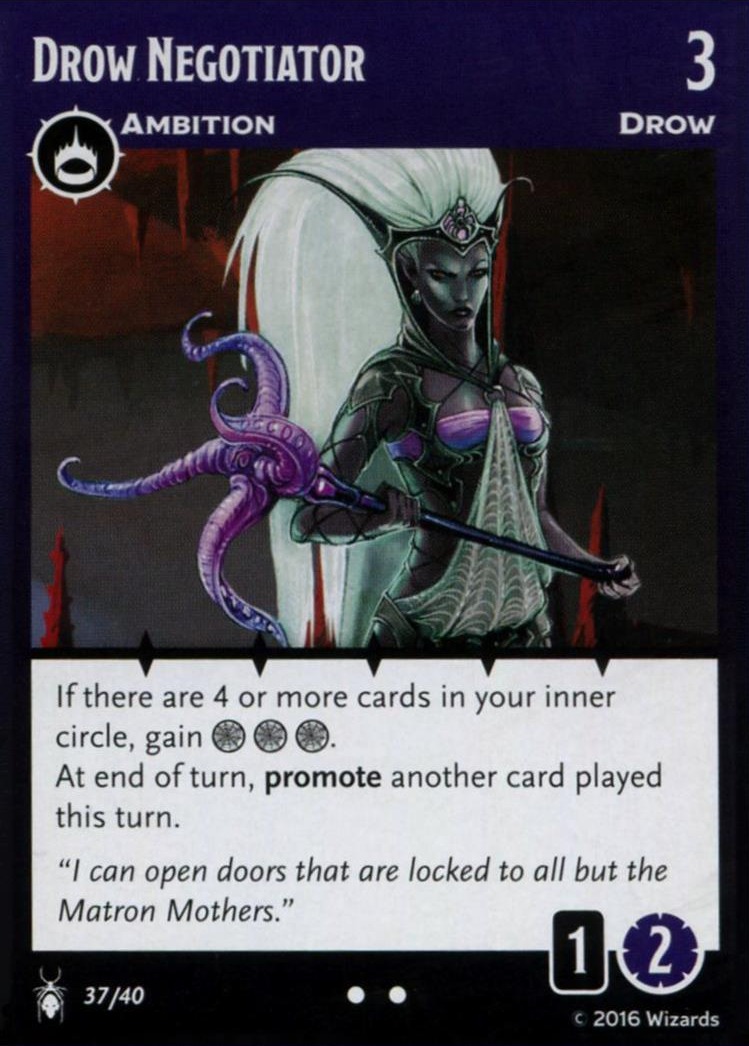 DROW NEGOTIATOR 3
AMBITION DROW
If there are 4 or more cards in your inner
circle, gain .
At end of turn, promote another card played
this turn.
“I can open doors that are locked to all but the
Matron Mothers.”
1 2
37/40
© 2016 Wizards